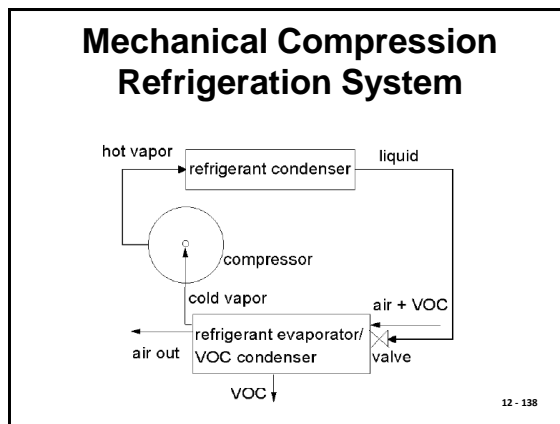 Mechanical Compression
Refrigeration System
hot vapor
liquid
refrigerant condenser
compressor
cold vapor
air + VOC
refrigerant evaporator/
VOC condenser
valve
air out
VOC
12 - 138